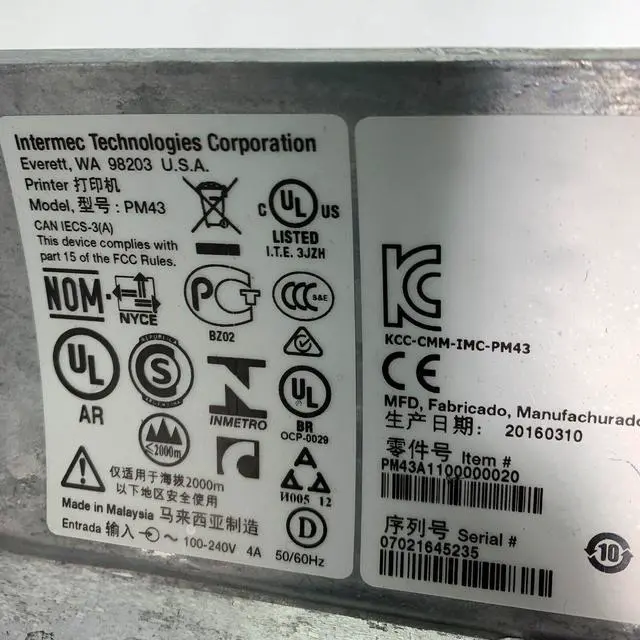 Intermec Technologies Corporation
Everett, WA 98203 U.S.A.
Printer 打印机
Model, 型号 : PM43
CAN IECS-3(A)
This device complies with
part 15 of the FCC Rules.
C UL US
LISTED
I.T.E. 3JZH
NOM
NYCE
PCT
BZ02
CCC
S&E
UL
AR
REPUBLICA
S
ARGENTINA
INMETRO
UL
BR
OCP-0029
≤2000m
仅适用于海拔2000m
以下地区安全使用
И005 12
D
Made in Malaysia 马来西亚制造
Entrada 输入 ~ 100-240V 4A 50/60Hz
KC
KCC-CMM-IMC-PM43
CE
MFD, Fabricado, Manufachurado
生产日期: 20160310
零件号 Item #
PM43A1100000020
序列号 Serial #
07021645235
10